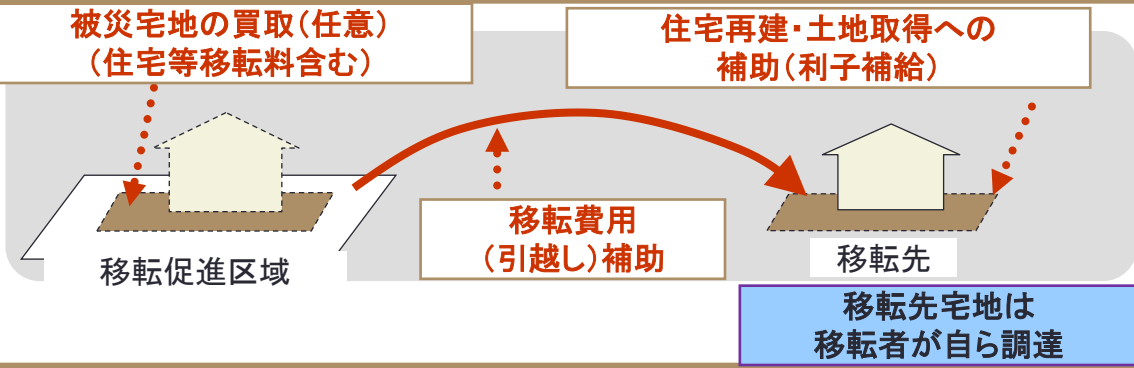 被災宅地の買取(任意)
(住宅等移転料含む)
住宅再建・土地取得への
補助(利子補給)
移転費用
(引越し)補助
移転促進区域
移転先
移転先宅地は
移転者が自ら調達